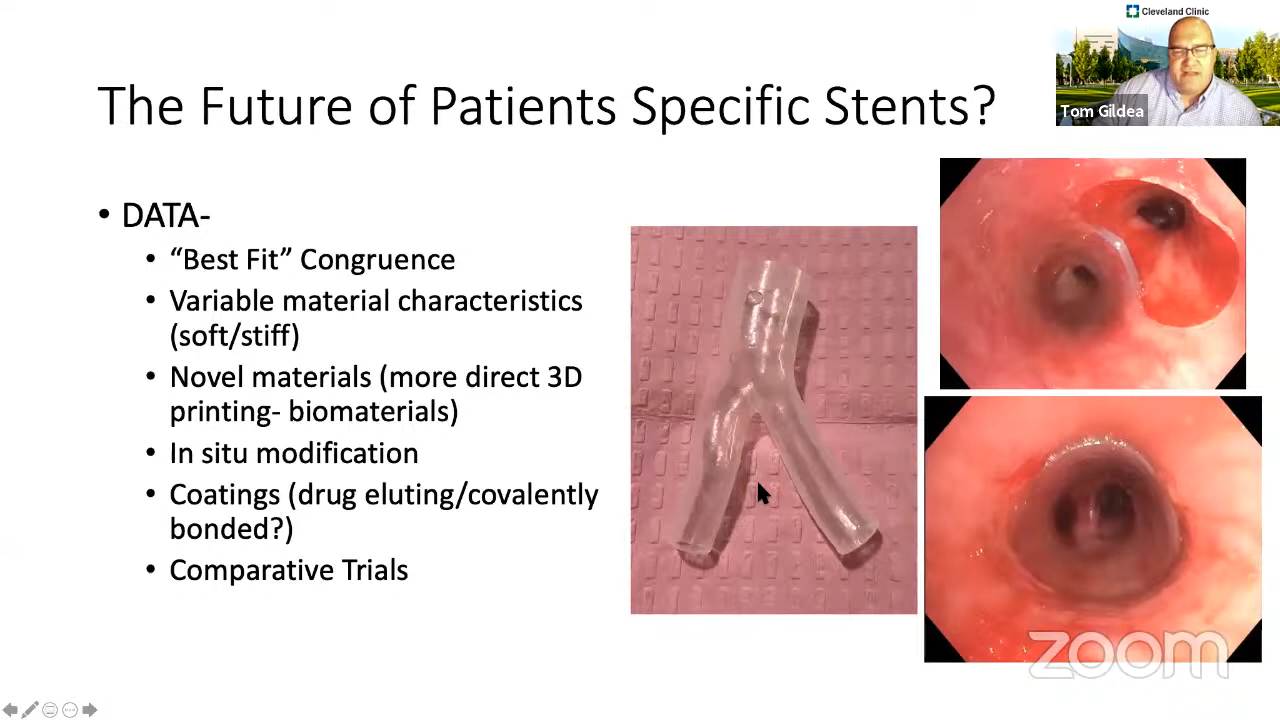 Cleveland Clinic
Tom Gildea
The Future of Patients Specific Stents?
• DATA-
• “Best Fit” Congruence
• Variable material characteristics
(soft/stiff)
• Novel materials (more direct 3D
printing- biomaterials)
• In situ modification
• Coatings (drug eluting/covalently
bonded?)
• Comparative Trials
zoom